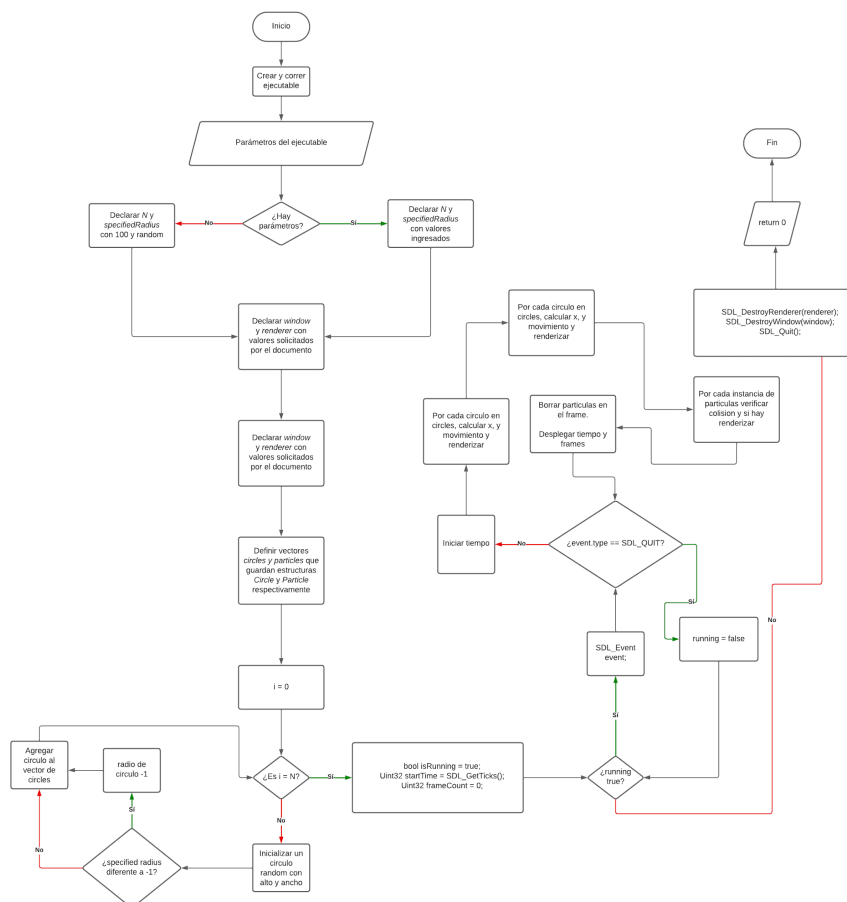 Inicio
Crear y correr
ejecutable
Parámetros del ejecutable
¿Hay
parámetros?
No
Sí
Declarar N y
specifiedRadius
con 100 y random
Declarar N y
specifiedRadius
con valores
ingresados
Declarar window
y renderer con
valores solicitados
por el documento
Declarar window
y renderer con
valores solicitados
por el documento
Definir vectores
circles y particles que
guardan estructuras
Circle y Particle
respectivamente
i = 0
¿Es i = N?
Sí
No
Inicializar un
circulo
random con
alto y ancho
¿specified radius
diferente a -1?
Sí
No
radio de
circulo -1
Agregar
circulo al
vector de
circles
bool isRunning = true;
Uint32 startTime = SDL_GetTicks();
Uint32 frameCount = 0;
¿running
true?
Sí
No
SDL_Event
event;
¿event.type == SDL_QUIT?
No
Sí
running = false
Iniciar tiempo
Por cada circulo en
circles, calcular x, y
movimiento y
renderizar
Por cada circulo en
circles, calcular x, y
movimiento y
renderizar
Por cada instancia de
particulas verificar
colision y si hay
renderizar
Borrar particulas en
el frame.
Desplegar tiempo y
frames
SDL_DestroyRenderer(renderer);
SDL_DestroyWindow(window);
SDL_Quit();
return 0
Fin